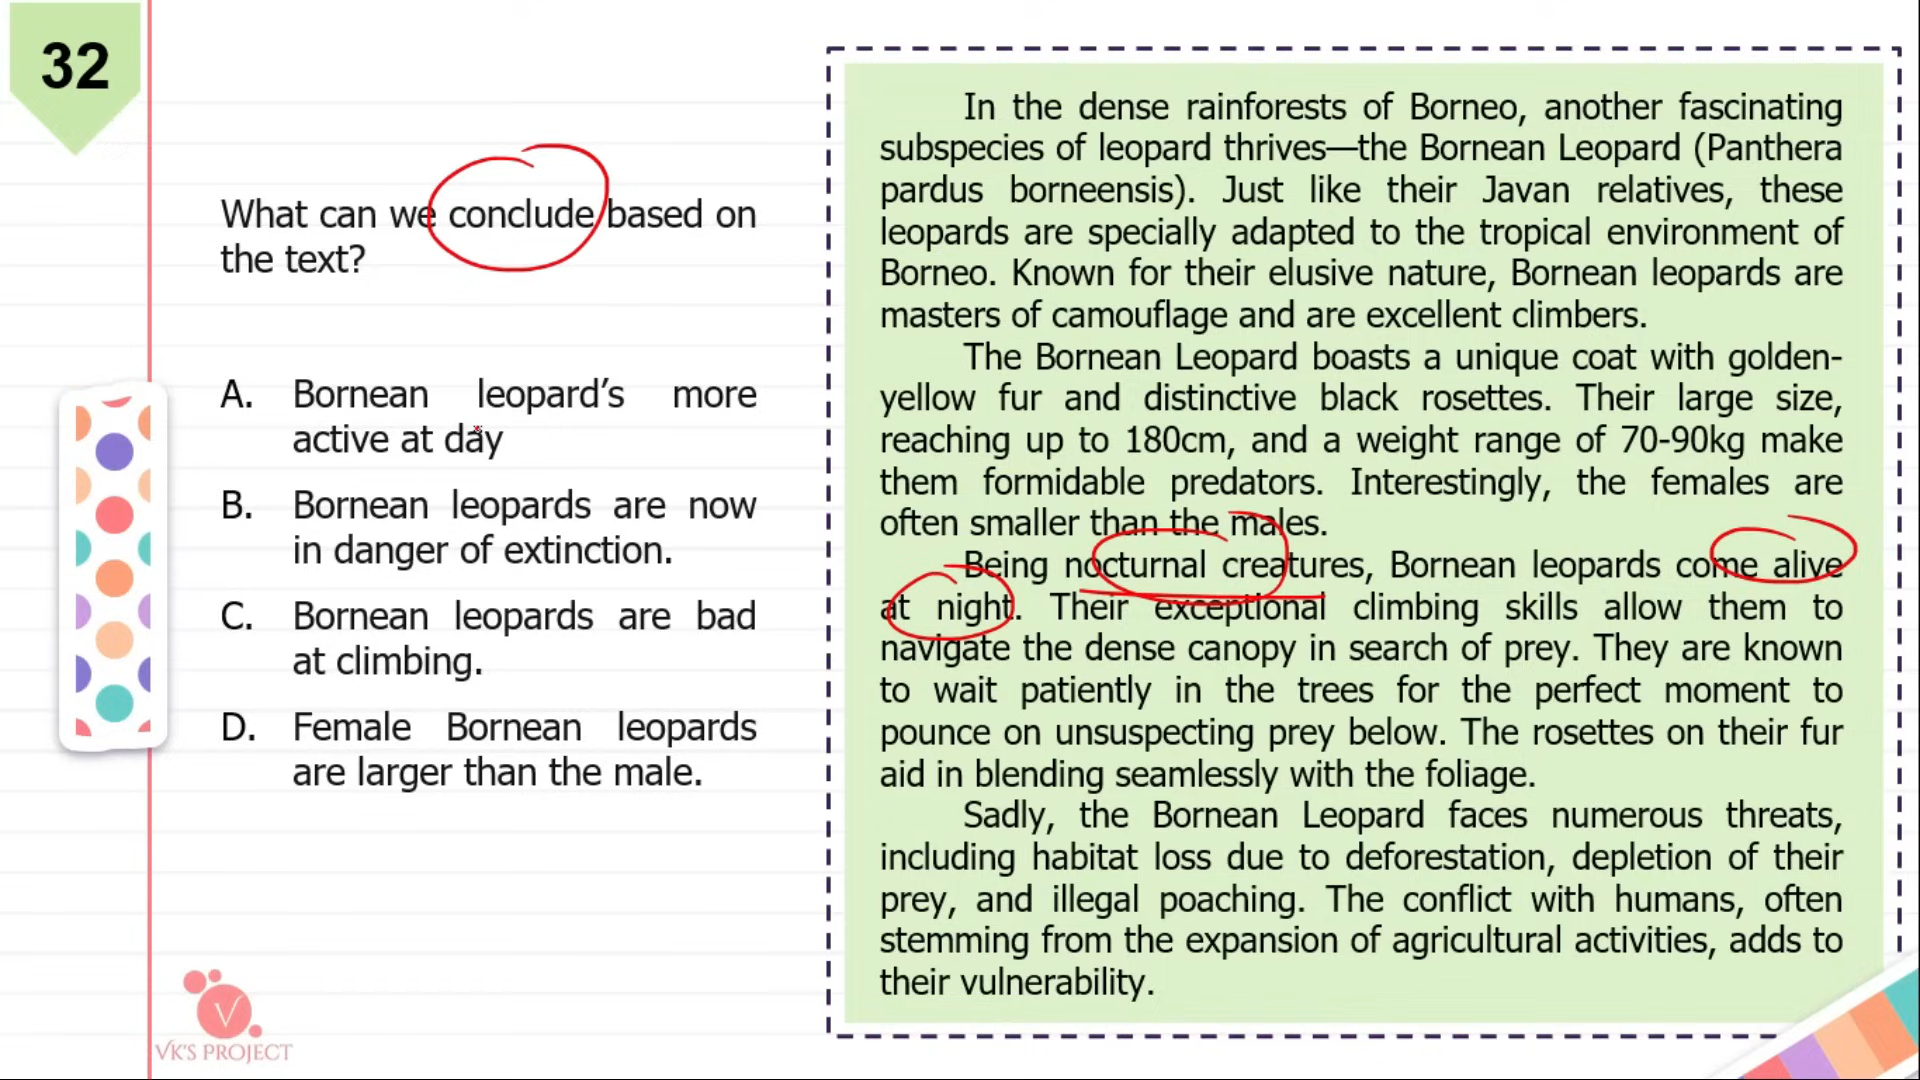 32
What can we conclude based on
the text?
A. Bornean leopard’s more
active at day
B. Bornean leopards are now
in danger of extinction.
C. Bornean leopards are bad
at climbing.
D. Female Bornean leopards
are larger than the male.
In the dense rainforests of Borneo, another fascinating
subspecies of leopard thrives—the Bornean Leopard (Panthera
pardus borneensis). Just like their Javan relatives, these
leopards are specially adapted to the tropical environment of
Borneo. Known for their elusive nature, Bornean leopards are
masters of camouflage and are excellent climbers.
The Bornean Leopard boasts a unique coat with golden-
yellow fur and distinctive black rosettes. Their large size,
reaching up to 180cm, and a weight range of 70-90kg make
them formidable predators. Interestingly, the females are
often smaller than the males.
Being nocturnal creatures, Bornean leopards come alive
at night. Their exceptional climbing skills allow them to
navigate the dense canopy in search of prey. They are known
to wait patiently in the trees for the perfect moment to
pounce on unsuspecting prey below. The rosettes on their fur
aid in blending seamlessly with the foliage.
Sadly, the Bornean Leopard faces numerous threats,
including habitat loss due to deforestation, depletion of their
prey, and illegal poaching. The conflict with humans, often
stemming from the expansion of agricultural activities, adds to
their vulnerability.
V
VK'S PROJECT